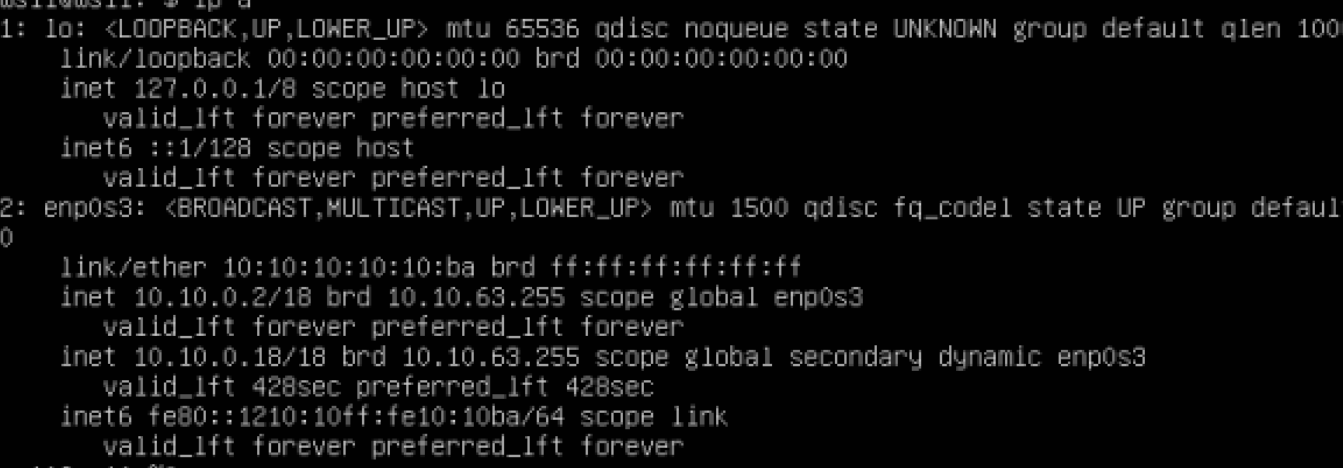 $ ip a
1: lo: <LOOPBACK,UP,LOWER_UP> mtu 65536 qdisc noqueue state UNKNOWN group default qlen 100
link/loopback 00:00:00:00:00:00 brd 00:00:00:00:00:00
inet 127.0.0.1/8 scope host lo
valid_lft forever preferred_lft forever
inet6 ::1/128 scope host
valid_lft forever preferred_lft forever
2: enp0s3: <BROADCAST,MULTICAST,UP,LOWER_UP> mtu 1500 qdisc fq_codel state UP group defaul
0
link/ether 10:10:10:10:10:ba brd ff:ff:ff:ff:ff:ff
inet 10.10.0.2/18 brd 10.10.63.255 scope global enp0s3
valid_lft forever preferred_lft forever
inet 10.10.0.18/18 brd 10.10.63.255 scope global secondary dynamic enp0s3
valid_lft 428sec preferred_lft 428sec
inet6 fe80::1210:10ff:fe10:10ba/64 scope link
valid_lft forever preferred_lft forever